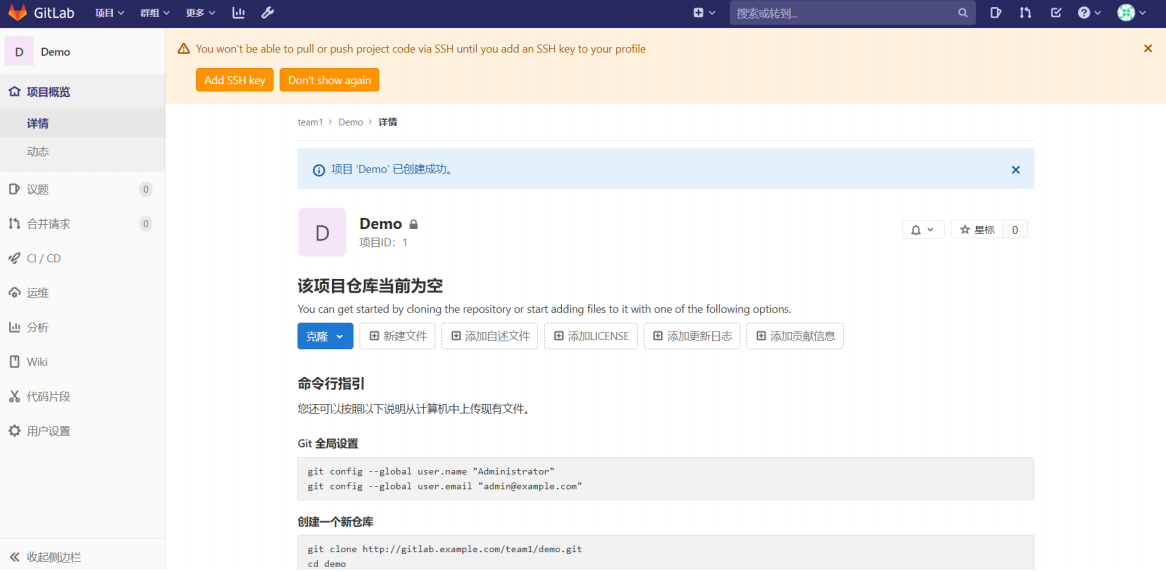 GitLab 项目 群组 更多 搜索或转到...
D Demo
You won't be able to pull or push project code via SSH until you add an SSH key to your profile
Add SSH key Don't show again
项目概览
详情
动态
议题 0
合并请求 0
CI / CD
运维
分析
Wiki
代码片段
用户设置
收起侧边栏
team1 > Demo > 详情
项目 'Demo' 已创建成功。
D
Demo
项目ID： 1
星标 0
该项目仓库当前为空
You can get started by cloning the repository or start adding files to it with one of the following options.
克隆 新建文件 添加自述文件 添加LICENSE 添加更新日志 添加贡献信息
命令行指引
您还可以按照以下说明从计算机中上传现有文件。
Git 全局设置
git config --global user.name "Administrator"
git config --global user.email "admin@example.com"
创建一个新仓库
git clone http://gitlab.example.com/team1/demo.git
cd demo